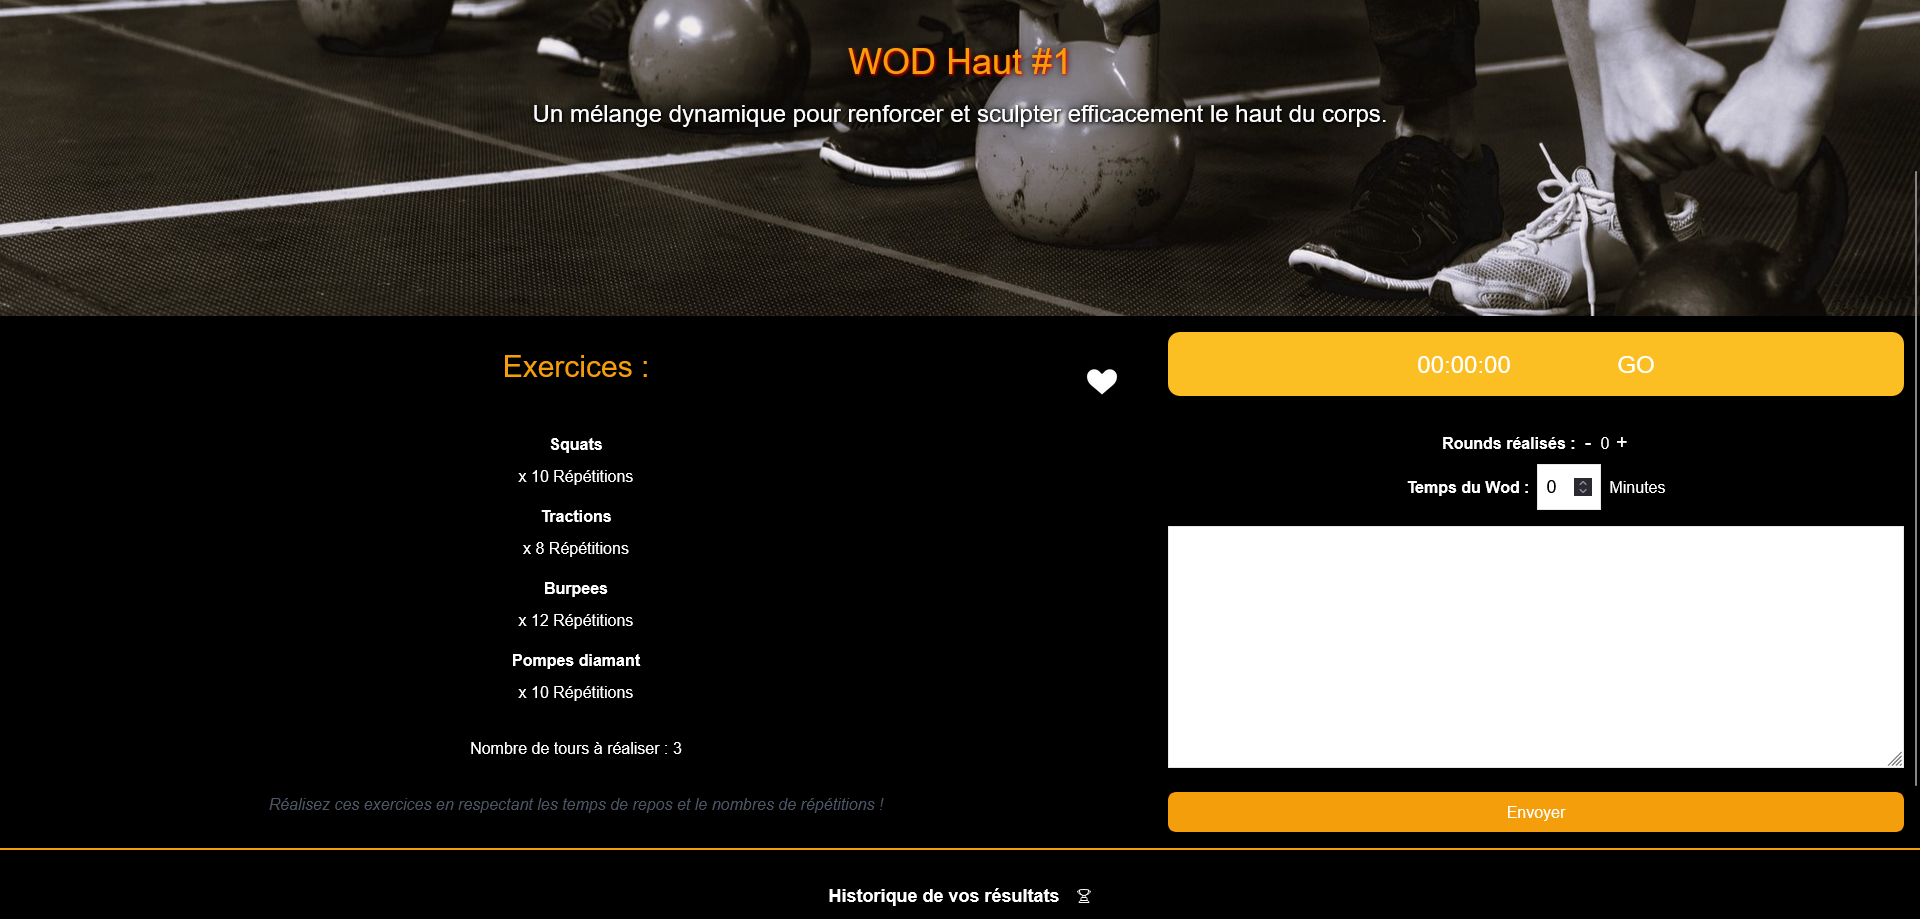 WOD Haut #1
Un mélange dynamique pour renforcer et sculpter efficacement le haut du corps.
Exercices :
Squats
x 10 Répétitions
Tractions
x 8 Répétitions
Burpees
x 12 Répétitions
Pompes diamant
x 10 Répétitions
Nombre de tours à réaliser : 3
Réalisez ces exercices en respectant les temps de repos et le nombres de répétitions !
00:00:00 GO
Rounds réalisés : - 0 +
Temps du Wod : 0 Minutes
Envoyer
Historique de vos résultats